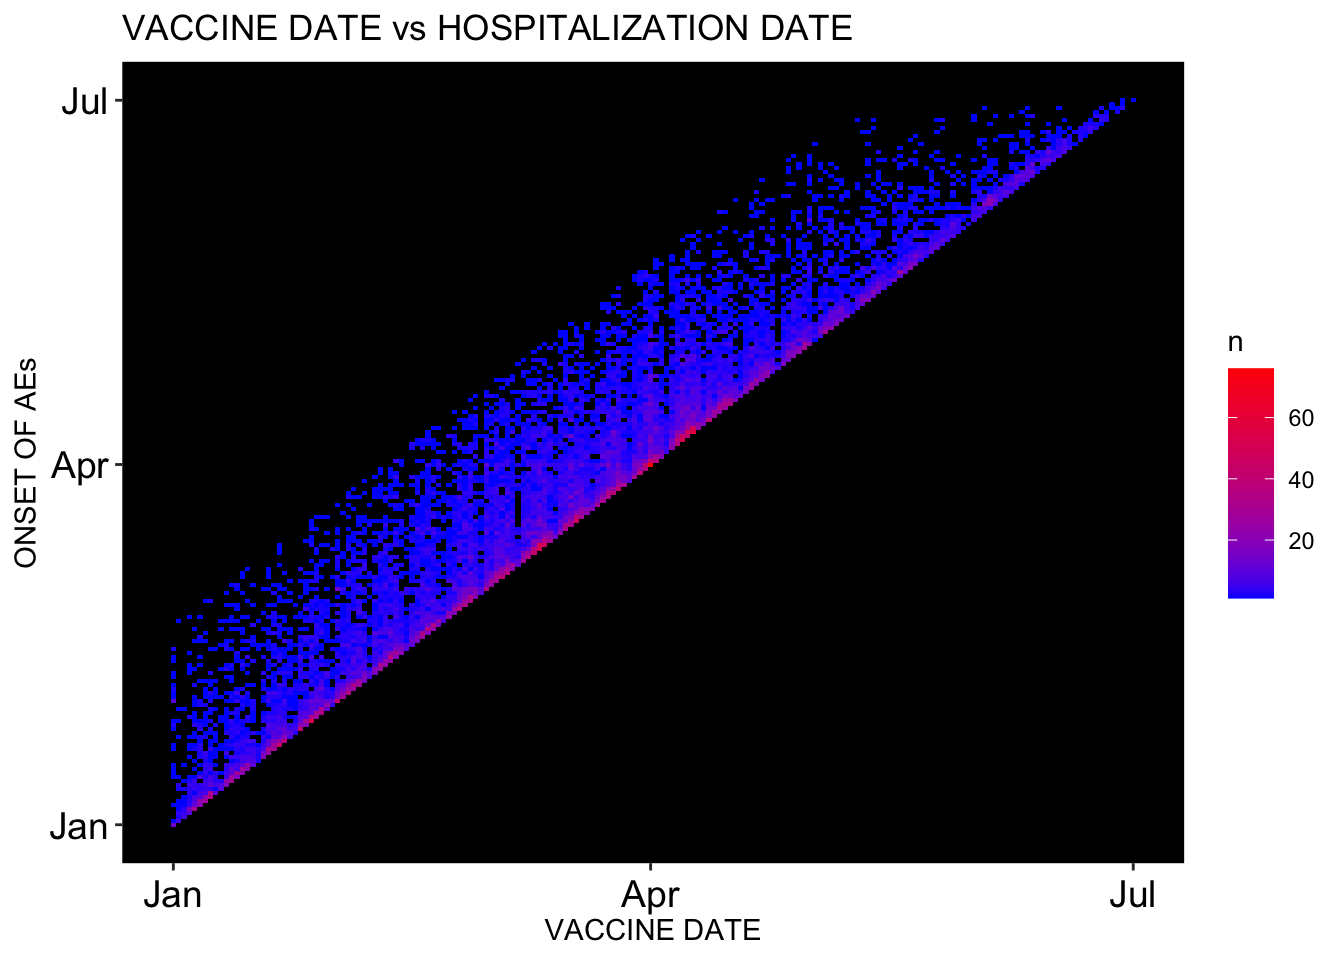 VACCINE DATE vs HOSPITALIZATION DATE
Jul
Apr
Jan
ONSET OF AEs
Jan
Apr
Jul
VACCINE DATE
n
60
40
20